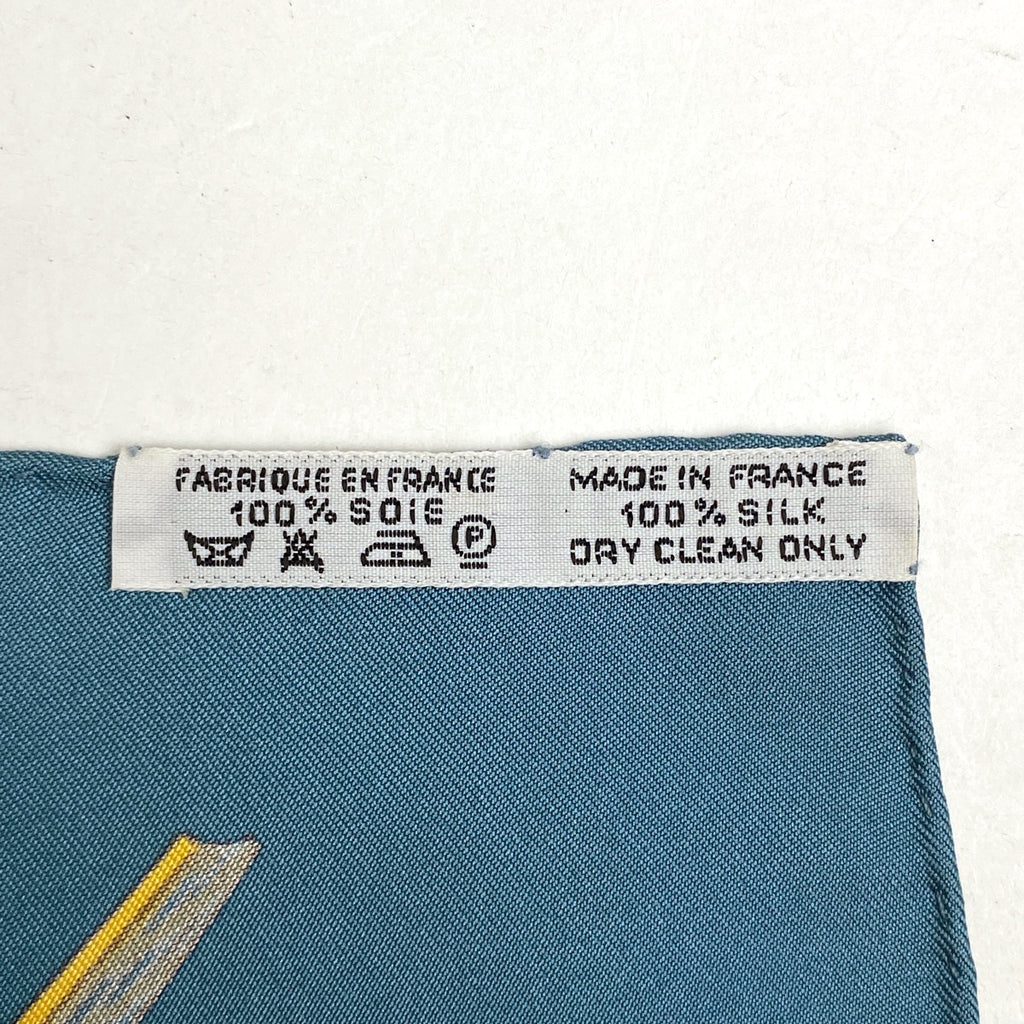 FABRIQUE EN FRANCE
100% SOIE
P
MADE IN FRANCE
100% SILK
DRY CLEAN ONLY